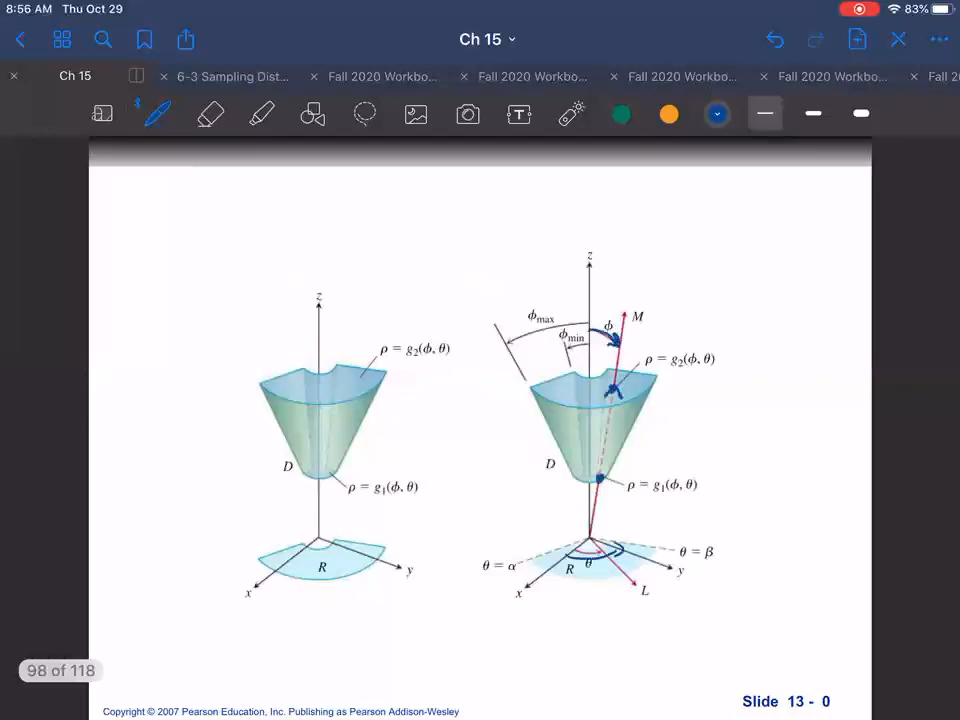 8:56 AM Thu Oct 29
83%
Ch 15
Ch 15
6-3 Sampling Dist...
Fall 2020 Workbo...
Fall 2020 Workbo...
Fall 2020 Workbo...
Fall 2020 Workbo...
Fall 20
T
z
ρ = g₂(ϕ, θ)
D
ρ = g₁(ϕ, θ)
R
x
y
z
ϕmax
ϕmin
ϕ
M
ρ = g₂(ϕ, θ)
D
ρ = g₁(ϕ, θ)
θ = α
θ = β
R
θ
x
y
L
98 of 118
Slide 13 - 0
Copyright © 2007 Pearson Education, Inc. Publishing as Pearson Addison-Wesley